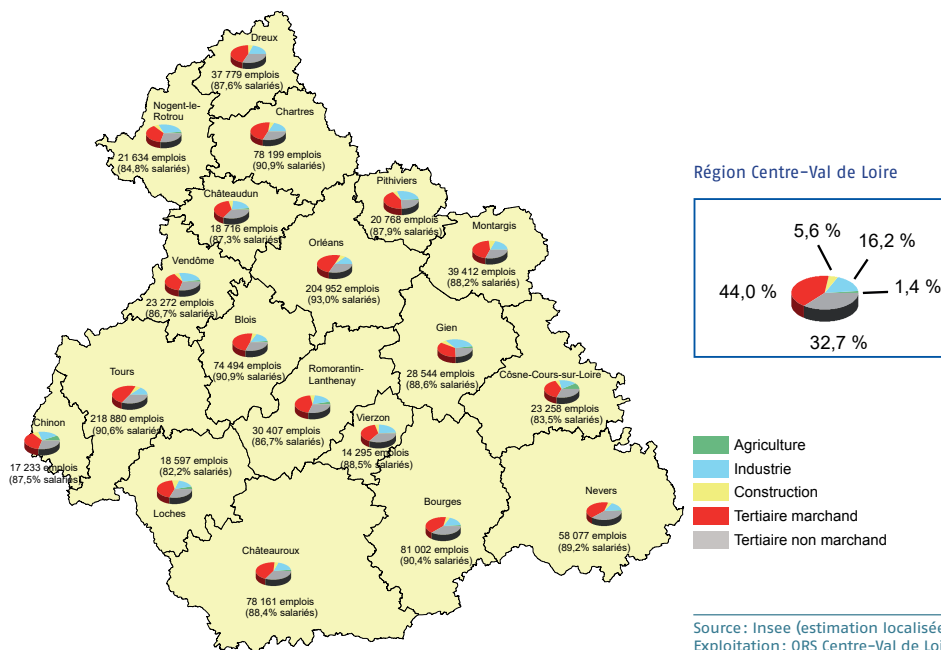 Dreux
37 779 emplois
(87,6% salariés)
Nogent-le-
Rotrou
21 634 emplois
(84,8% salariés)
Chartres
78 199 emplois
(90,9% salariés)
Châteaudun
18 716 emplois
(87,3% salariés)
Pithiviers
20 768 emplois
(87,9% salariés)
Montargis
39 412 emplois
(88,2% salariés)
Orléans
204 952 emplois
(93,0% salariés)
Vendôme
23 272 emplois
(86,7% salariés)
Blois
74 494 emplois
(90,9% salariés)
Gien
28 544 emplois
(88,6% salariés)
Tours
218 880 emplois
(90,6% salariés)
Romorantin-
Lanthenay
30 407 emplois
(86,7% salariés)
Côsne-Cours-sur-Loire
23 258 emplois
(83,5% salariés)
Chinon
17 233 emplois
(87,5% salariés)
Vierzon
14 295 emplois
(88,5% salariés)
18 597 emplois
(82,2% salariés)
Loches
Bourges
81 002 emplois
(90,4% salariés)
Nevers
58 077 emplois
(89,2% salariés)
Châteauroux
78 161 emplois
(88,4% salariés)
Région Centre-Val de Loire
5,6 %
16,2 %
1,4 %
44,0 %
32,7 %
Agriculture
Industrie
Construction
Tertiaire marchand
Tertiaire non marchand
Source : Insee (estimation localisée
Exploitation : ORS Centre-Val de Loi